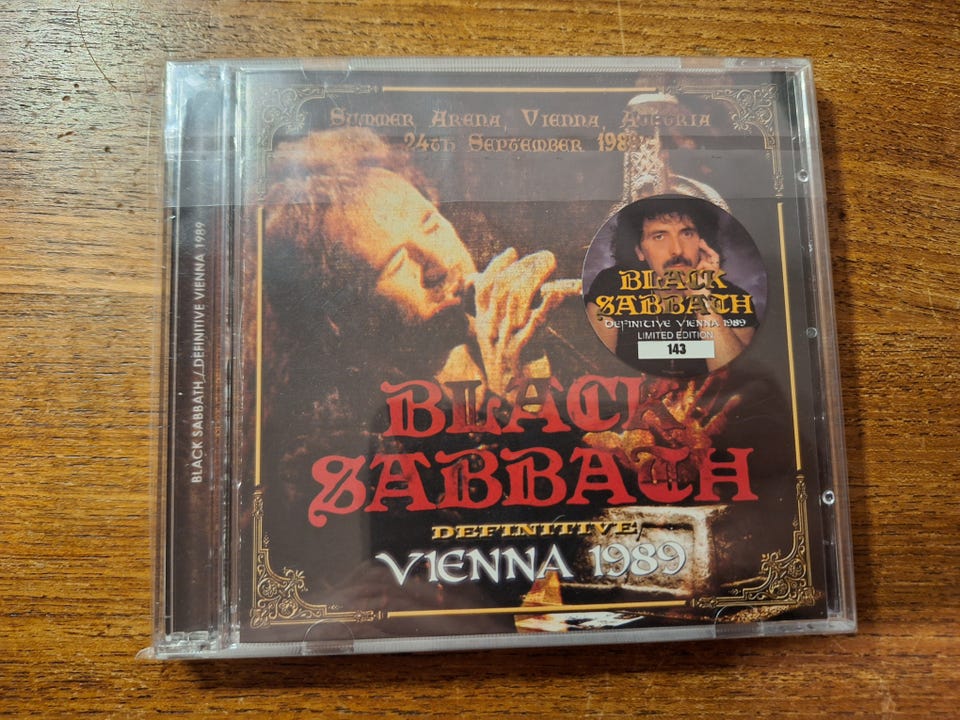 Summer Arena, Vienna, Austria
24th September 1989
BLACK SABBATH / DEFINITIVE VIENNA 1989
BLACK
SABBATH
DEFINITIVE VIENNA 1989
LIMITED EDITION
143
BLACK
SABBATH
DEFINITIVE
VIENNA 1989